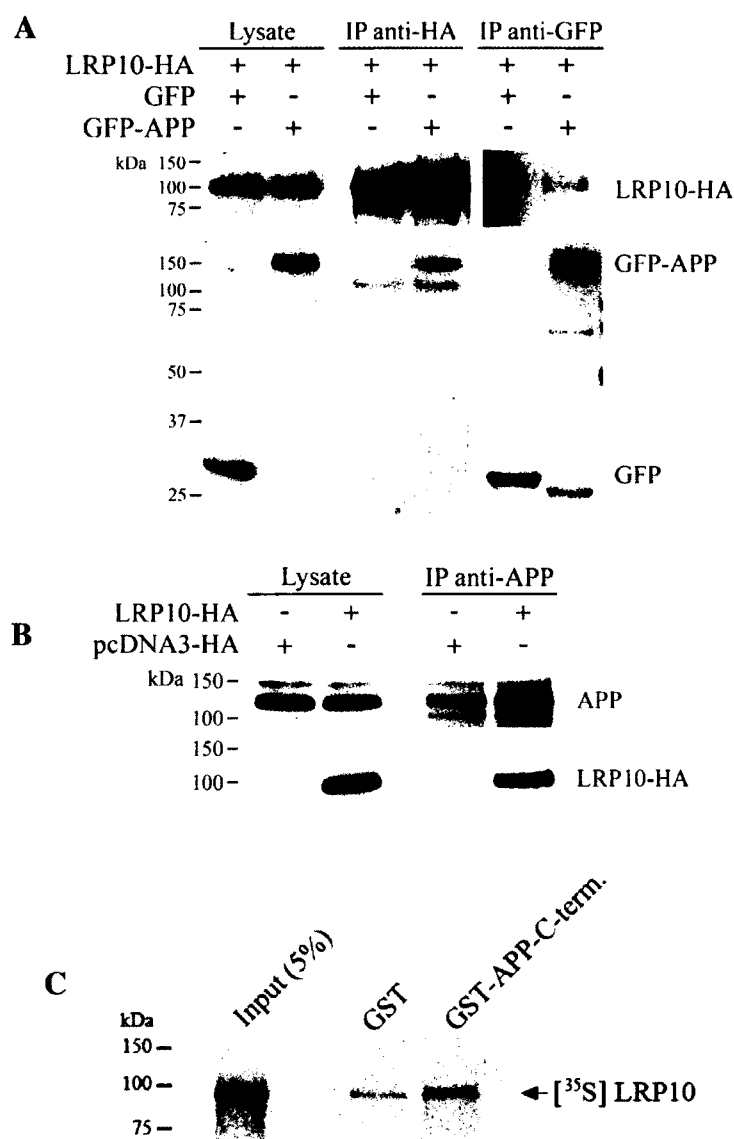 A
Lysate IP anti-HA IP anti-GFP
LRP10-HA + + + + + +
GFP + - + - + -
GFP-APP - + - + - +
kDa 150
100
75
LRP10-HA
150
100
75
50
37
25
GFP-APP
GFP
B
Lysate IP anti-APP
LRP10-HA - + - +
pcDNA3-HA + - + -
kDa 150
100
APP
150
100
LRP10-HA
C
Input (5%) GST GST-APP-C-term.
kDa
150
100
75
[³⁵S] LRP10